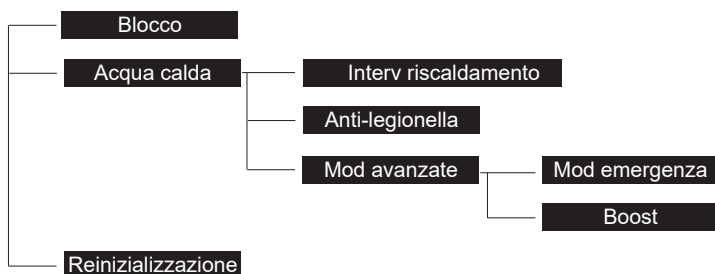 Blocco
Acqua calda
Interv riscaldamento
Anti-legionella
Mod avanzate
Mod emergenza
Boost
Reinizializzazione